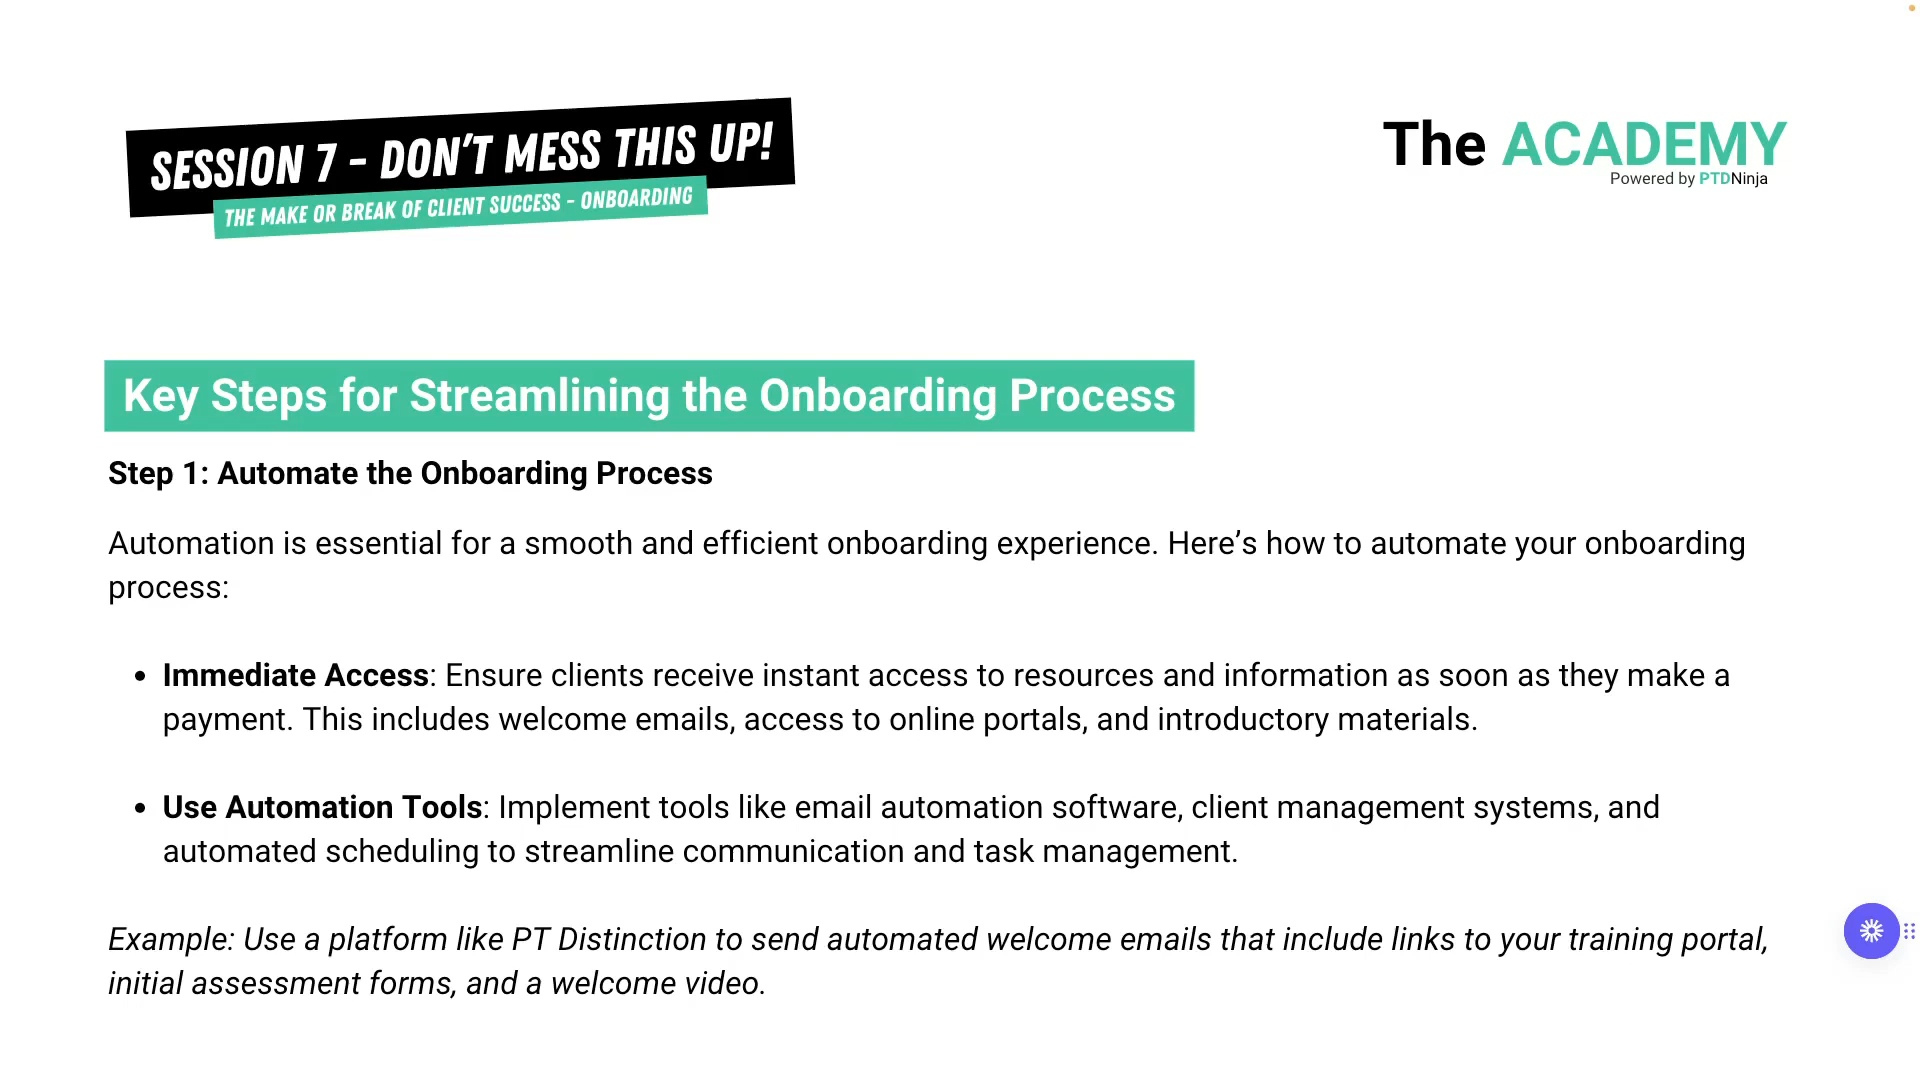 SESSION 7 - DON'T MESS THIS UP!
THE MAKE OR BREAK OF CLIENT SUCCESS - ONBOARDING
The ACADEMY
Powered by PTDNinja
Key Steps for Streamlining the Onboarding Process
Step 1: Automate the Onboarding Process
Automation is essential for a smooth and efficient onboarding experience. Here’s how to automate your onboarding
process:
• Immediate Access: Ensure clients receive instant access to resources and information as soon as they make a
payment. This includes welcome emails, access to online portals, and introductory materials.
• Use Automation Tools: Implement tools like email automation software, client management systems, and
automated scheduling to streamline communication and task management.
Example: Use a platform like PT Distinction to send automated welcome emails that include links to your training portal,
initial assessment forms, and a welcome video.